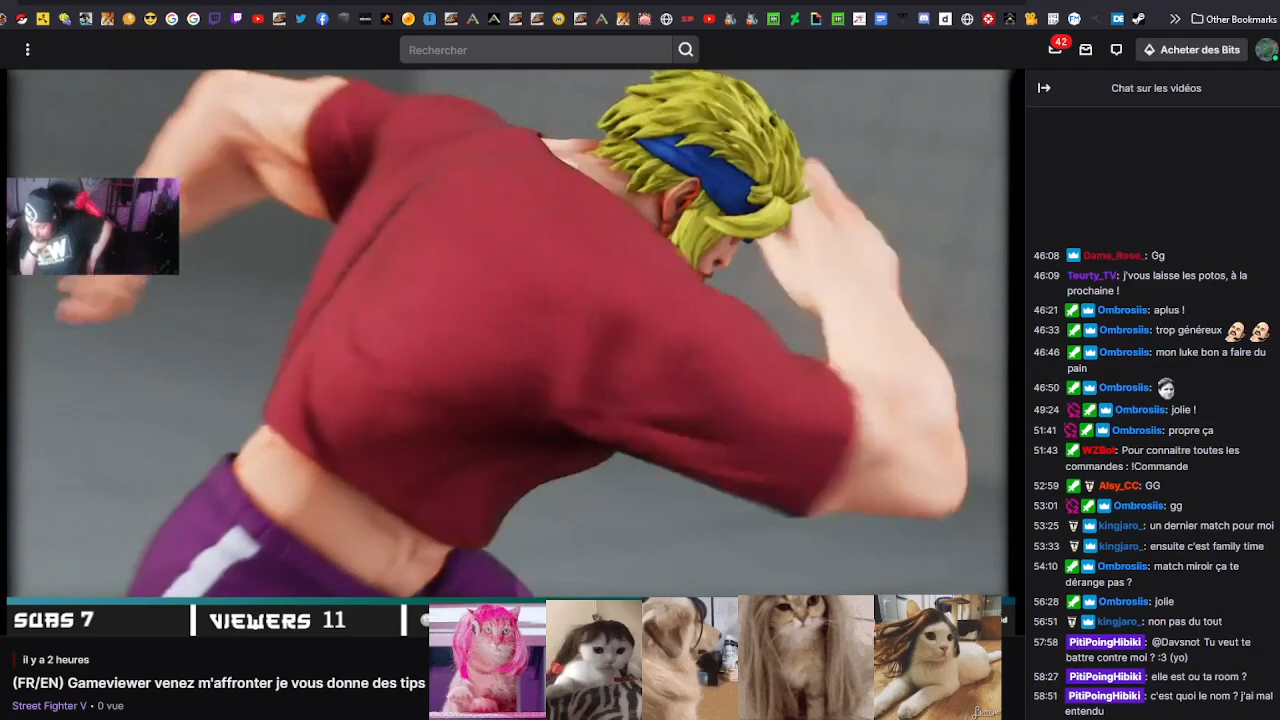 Other Bookmarks
Rechercher
42
Acheter des Bits
Chat sur les vidéos
46:08 Dame_Rose_: Gg
46:09 Teurty_TV: j'vous laisse les potos, à la
prochaine !
46:21 Ombrosiis: aplus !
46:33 Ombrosiis: trop généreux
46:46 Ombrosiis: mon luke bon a faire du
pain
46:50 Ombrosiis:
49:24 Ombrosiis: jolie !
51:41 Ombrosiis: propre ça
51:43 WZBot: Pour connaître toutes les
commandes : !Commande
52:59 Alsy_CC: GG
53:01 Ombrosiis: gg
53:25 kingjaro_: un dernier match pour moi
53:33 kingjaro_: ensuite c'est family time
54:10 Ombrosiis: match miroir ça te
dérange pas ?
56:28 Ombrosiis: jolie
56:51 kingjaro_: non pas du tout
57:58 PitiPoingHibiki : @Davsnot Tu veut te
battre contre moi ? :3 (yo)
58:27 PitiPoingHibiki : elle est ou ta room ?
58:51 PitiPoingHibiki : c'est quoi le nom ? j'ai mal
entendu
SUBS 7
VIEWERS 11
il y a 2 heures
(FR/EN) Gameviewer venez m'affronter je vous donne des tips
Street Fighter V • 0 vue